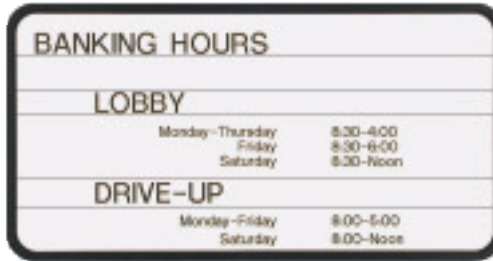 BANKING HOURS
LOBBY
Monday-Thursday 8:30-4:00
Friday 8:30-6:00
Saturday 8:30-Noon
DRIVE-UP
Monday-Friday 8:00-5:00
Saturday 8:00-Noon